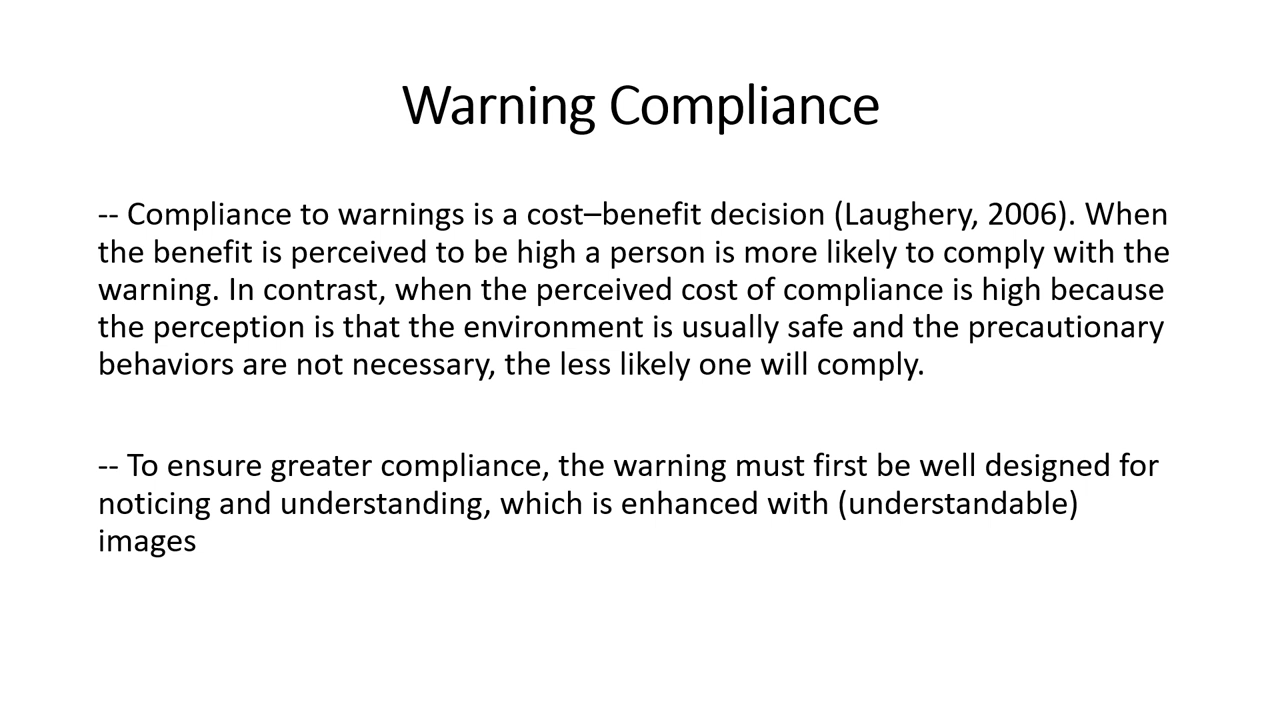 Warning Compliance
-- Compliance to warnings is a cost–benefit decision (Laughery, 2006). When
the benefit is perceived to be high a person is more likely to comply with the
warning. In contrast, when the perceived cost of compliance is high because
the perception is that the environment is usually safe and the precautionary
behaviors are not necessary, the less likely one will comply.
-- To ensure greater compliance, the warning must first be well designed for
noticing and understanding, which is enhanced with (understandable)
images